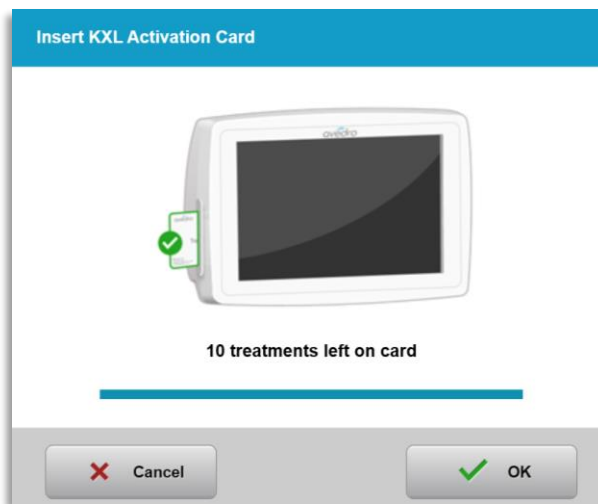 Insert KXL Activation Card
avedro
10 treatments left on card
Cancel
OK